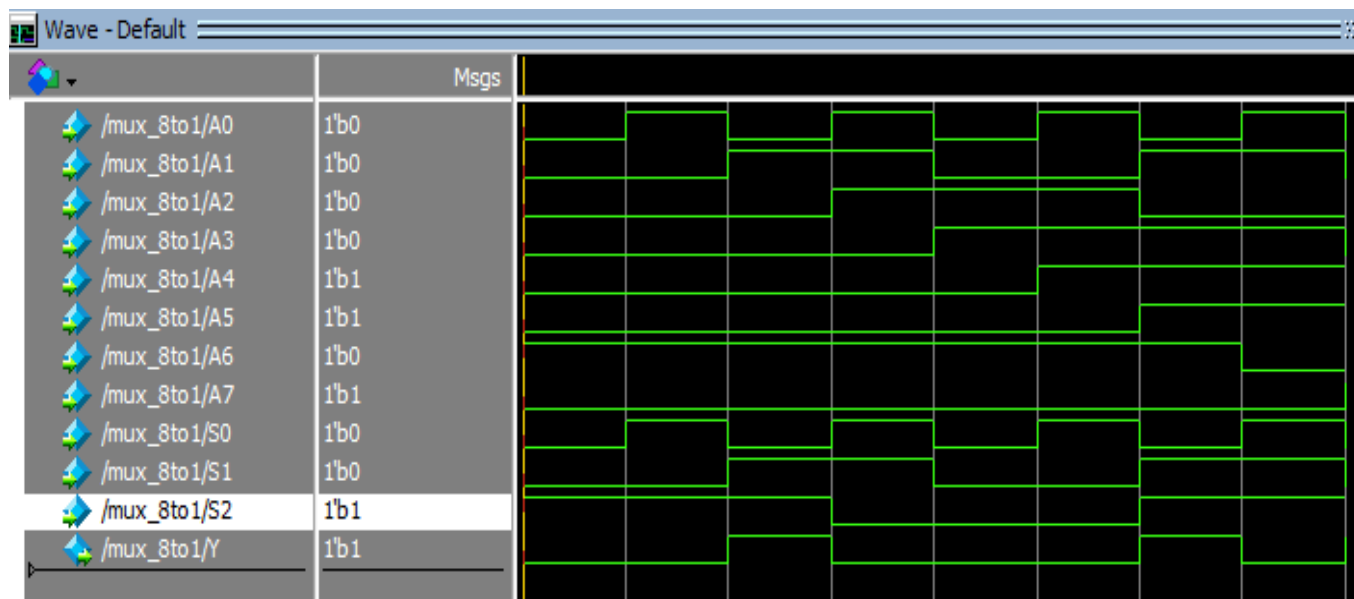 Wave - Default
Msgs
/mux_8to1/A0 1'b0
/mux_8to1/A1 1'b0
/mux_8to1/A2 1'b0
/mux_8to1/A3 1'b0
/mux_8to1/A4 1'b1
/mux_8to1/A5 1'b1
/mux_8to1/A6 1'b0
/mux_8to1/A7 1'b1
/mux_8to1/S0 1'b0
/mux_8to1/S1 1'b0
/mux_8to1/S2 1'b1
/mux_8to1/Y 1'b1